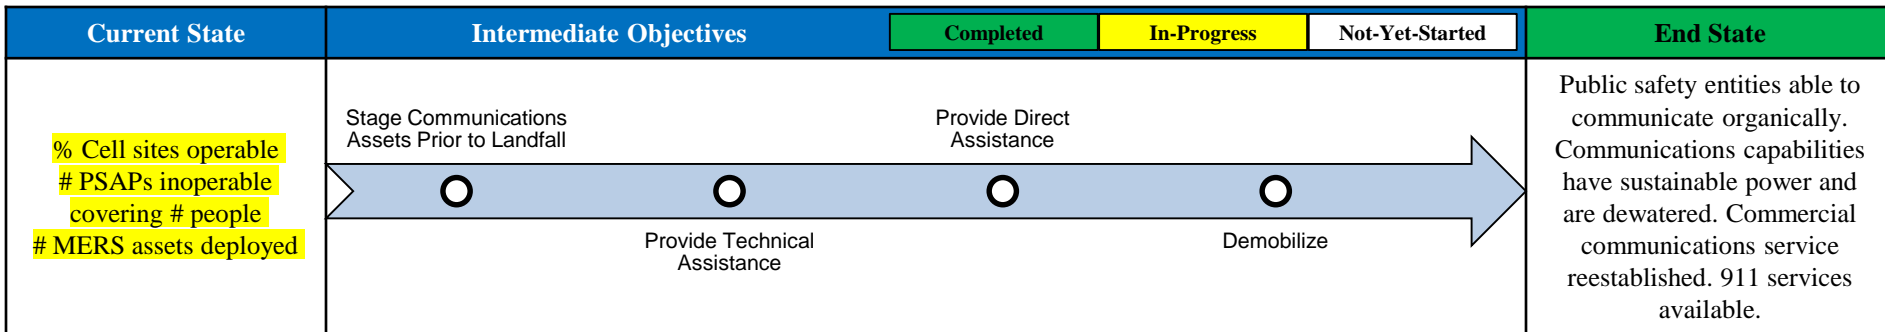 Current State
Intermediate Objectives
Completed
In-Progress
Not-Yet-Started
End State
% Cell sites operable
# PSAPs inoperable
covering # people
# MERS assets deployed
Stage Communications
Assets Prior to Landfall
Provide Technical
Assistance
Provide Direct
Assistance
Demobilize
Public safety entities able to
communicate organically.
Communications capabilities
have sustainable power and
are dewatered. Commercial
communications service
reestablished. 911 services
available.